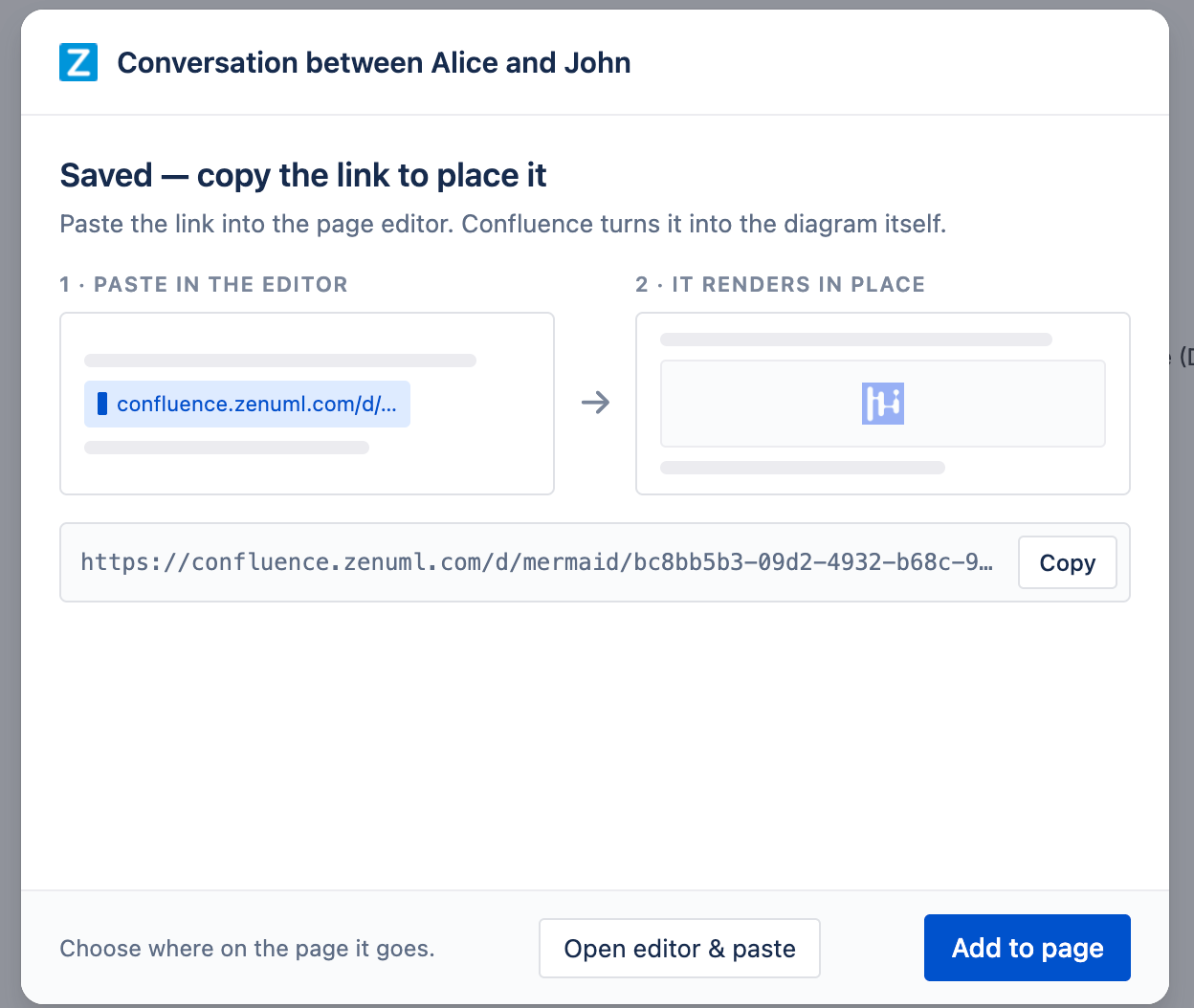 Z Conversation between Alice and John
Saved — copy the link to place it
Paste the link into the page editor. Confluence turns it into the diagram itself.
1 · PASTE IN THE EDITOR
confluence.zenuml.com/d/...
2 · IT RENDERS IN PLACE
https://confluence.zenuml.com/d/mermaid/bc8bb5b3-09d2-4932-b68c-9…
Copy
Choose where on the page it goes.
Open editor & paste
Add to page